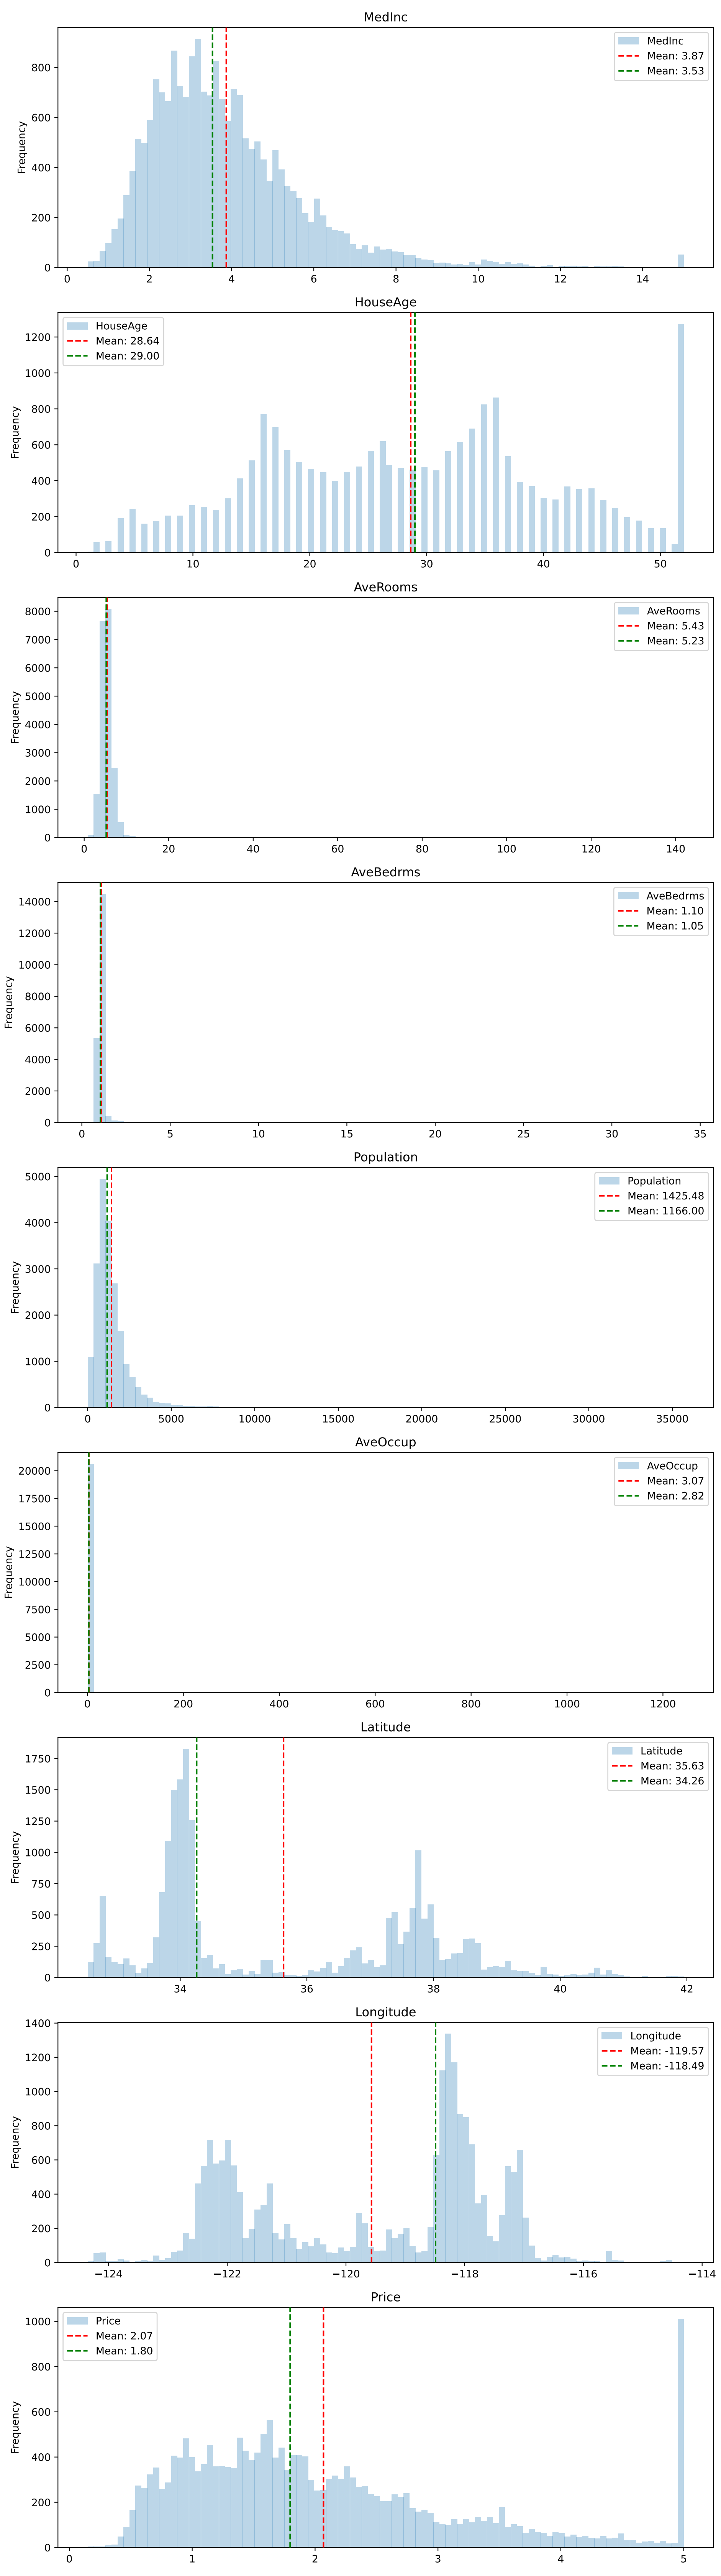 MedInc
Frequency
800
600
400
200
0
0 2 4 6 8 10 12 14
MedInc
Mean: 3.87
Mean: 3.53
HouseAge
Frequency
1200
1000
800
600
400
200
0
0 10 20 30 40 50
HouseAge
Mean: 28.64
Mean: 29.00
AveRooms
Frequency
8000
7000
6000
5000
4000
3000
2000
1000
0
0 20 40 60 80 100 120 140
AveRooms
Mean: 5.43
Mean: 5.23
AveBedrms
Frequency
14000
12000
10000
8000
6000
4000
2000
0
0 5 10 15 20 25 30 35
AveBedrms
Mean: 1.10
Mean: 1.05
Population
Frequency
5000
4000
3000
2000
1000
0
0 5000 10000 15000 20000 25000 30000 35000
Population
Mean: 1425.48
Mean: 1166.00
AveOccup
Frequency
20000
17500
15000
12500
10000
7500
5000
2500
0
0 200 400 600 800 1000 1200
AveOccup
Mean: 3.07
Mean: 2.82
Latitude
Frequency
1750
1500
1250
1000
750
500
250
0
34 36 38 40 42
Latitude
Mean: 35.63
Mean: 34.26
Longitude
Frequency
1400
1200
1000
800
600
400
200
0
−124 −122 −120 −118 −116 −114
Longitude
Mean: -119.57
Mean: -118.49
Price
Frequency
1000
800
600
400
200
0
0 1 2 3 4 5
Price
Mean: 2.07
Mean: 1.80